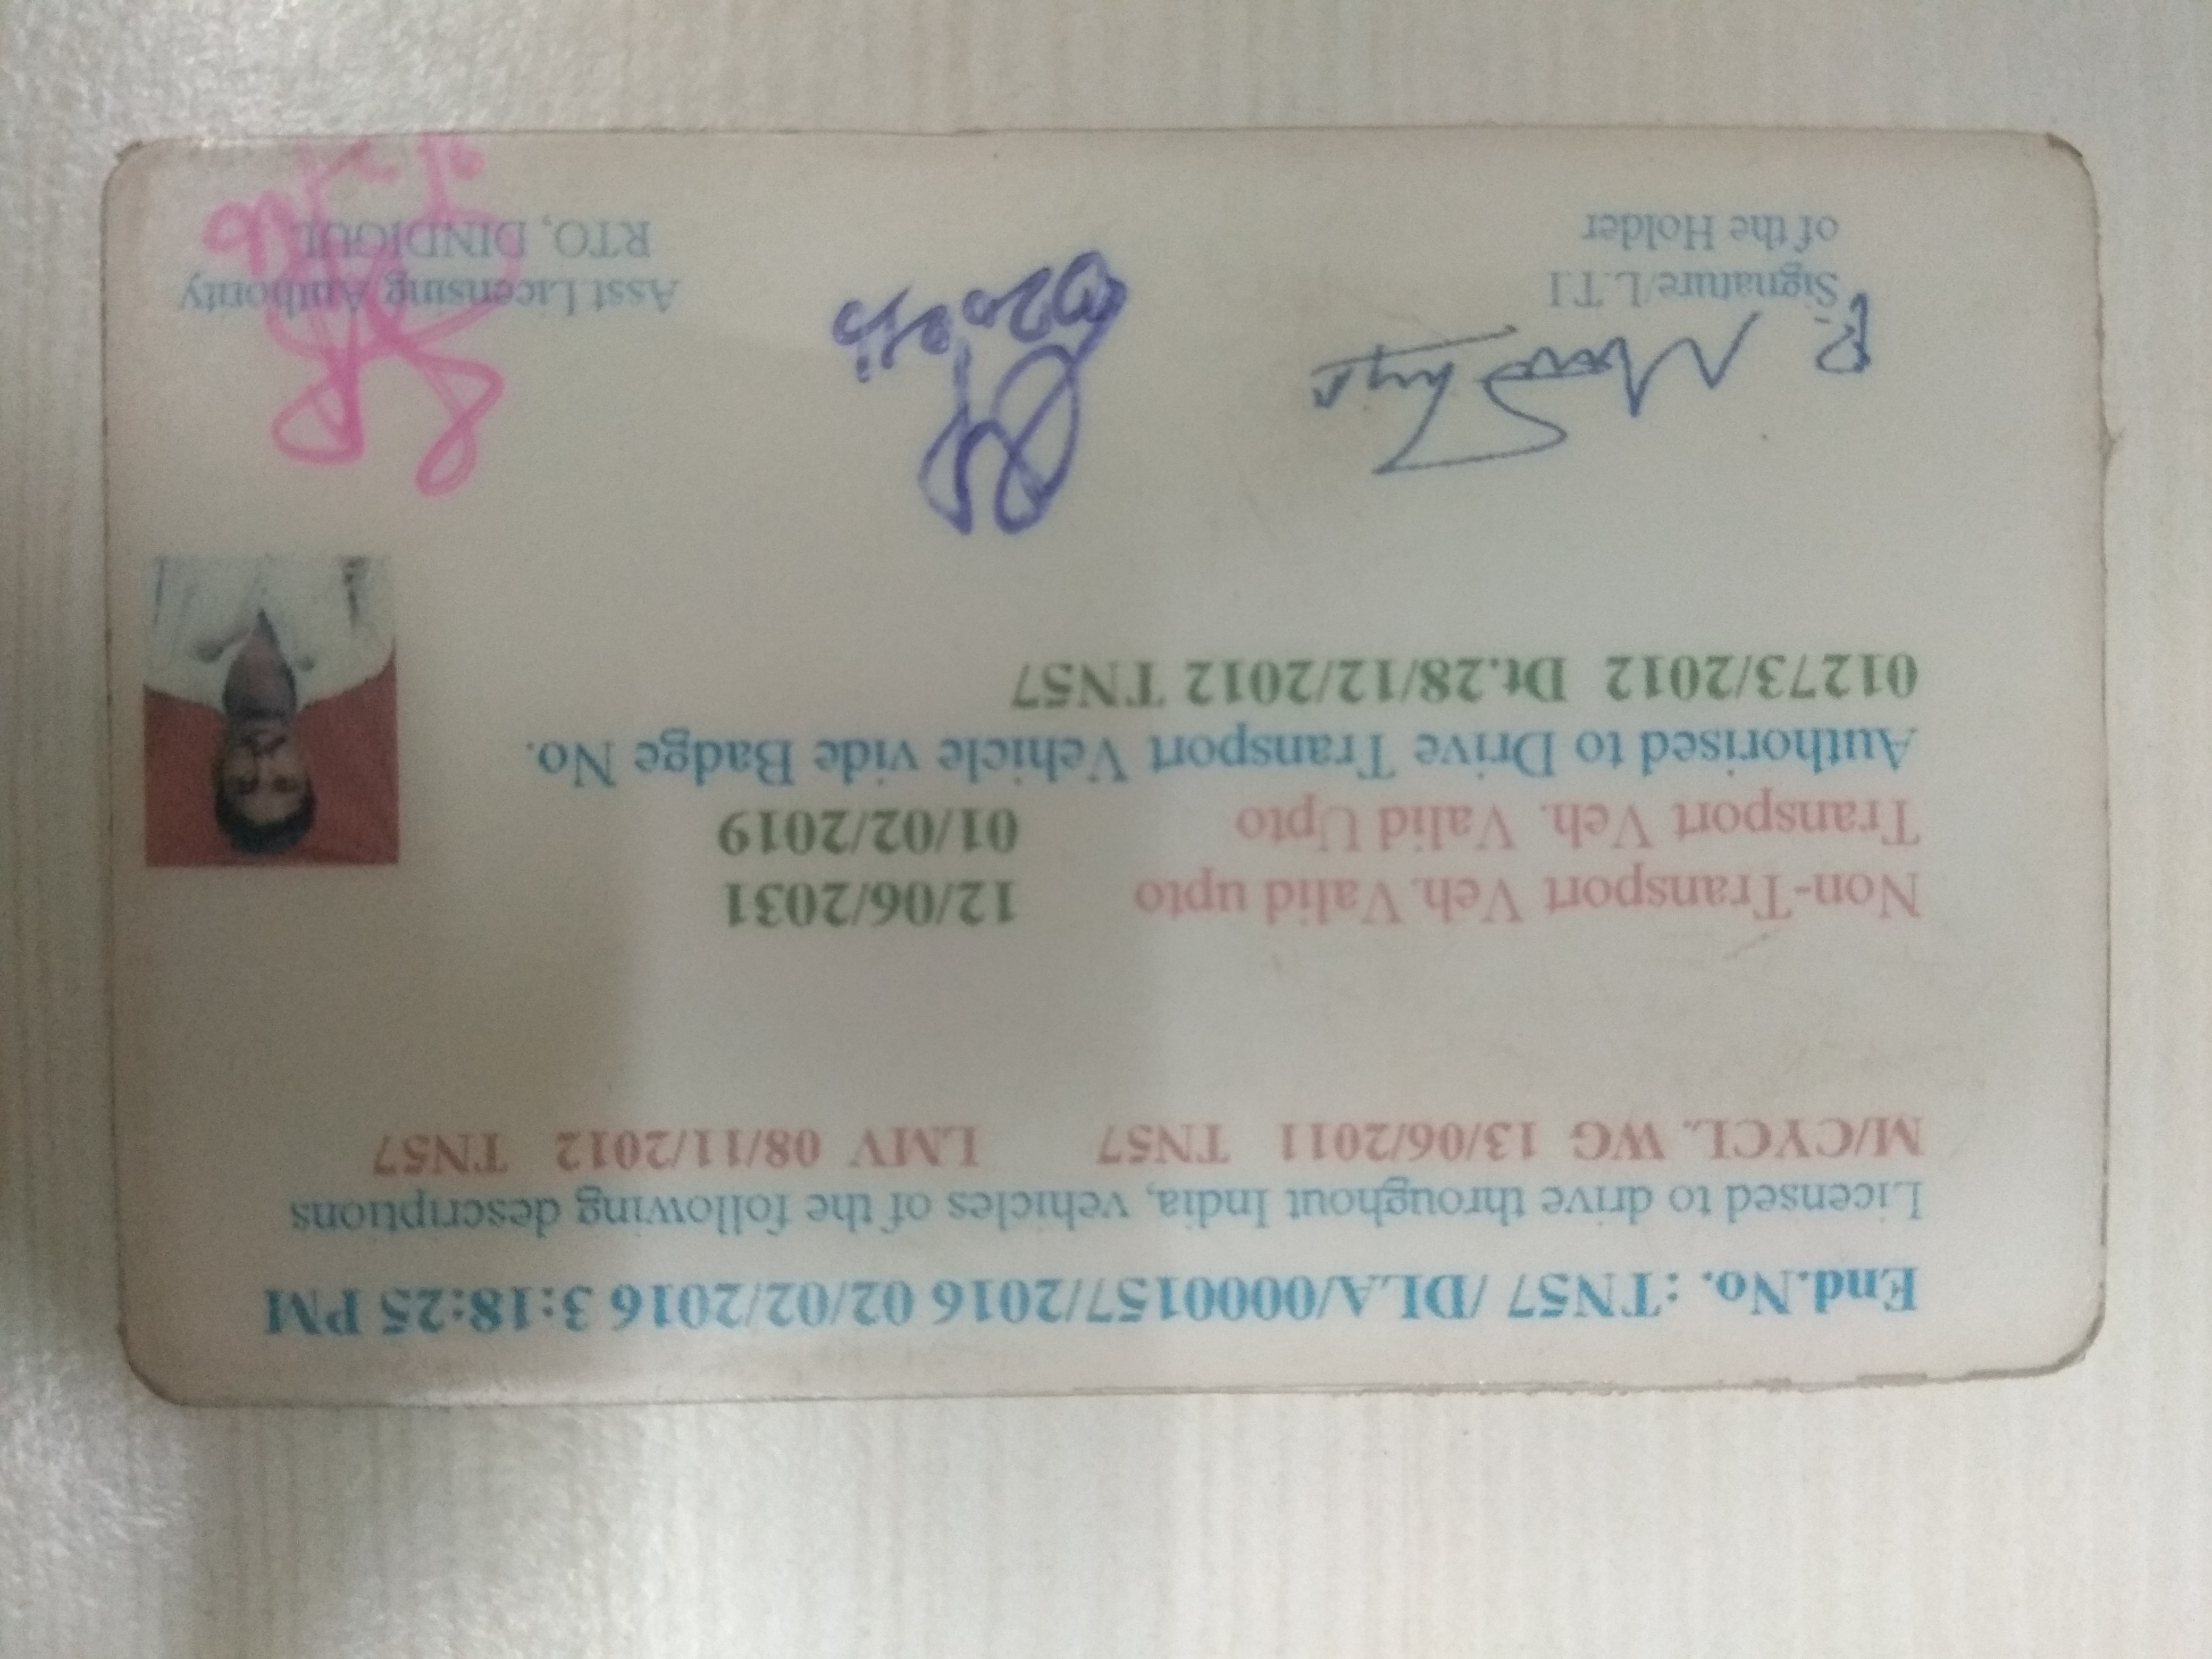 End.No. :TN57 /DLA/0000157/2016 02/02/2016 3:18:25 PM
Licensed to drive throughout India, vehicles of the following descriptions
M/CYCL. WG 13/06/2011 TN57 LMV 08/11/2012 TN57
Non-Transport Veh. Valid upto 12/06/2031
Transport Veh. Valid Upto 01/02/2019
Authorised to Drive Transport Vehicle vide Badge No.
01273/2012 Dt.28/12/2012 TN57
Signature/L.T.I
of the Holder
Asst Licensing Authority
RTO, DINDIGUL